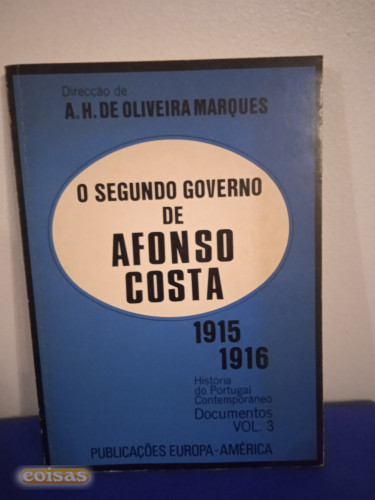 Direcção de
A. H. DE OLIVEIRA MARQUES
O SEGUNDO GOVERNO
DE
AFONSO
COSTA
1915
1916
História
do Portugal
Contemporâneo
Documentos
VOL. 3
PUBLICAÇÕES EUROPA-AMÉRICA
coisas